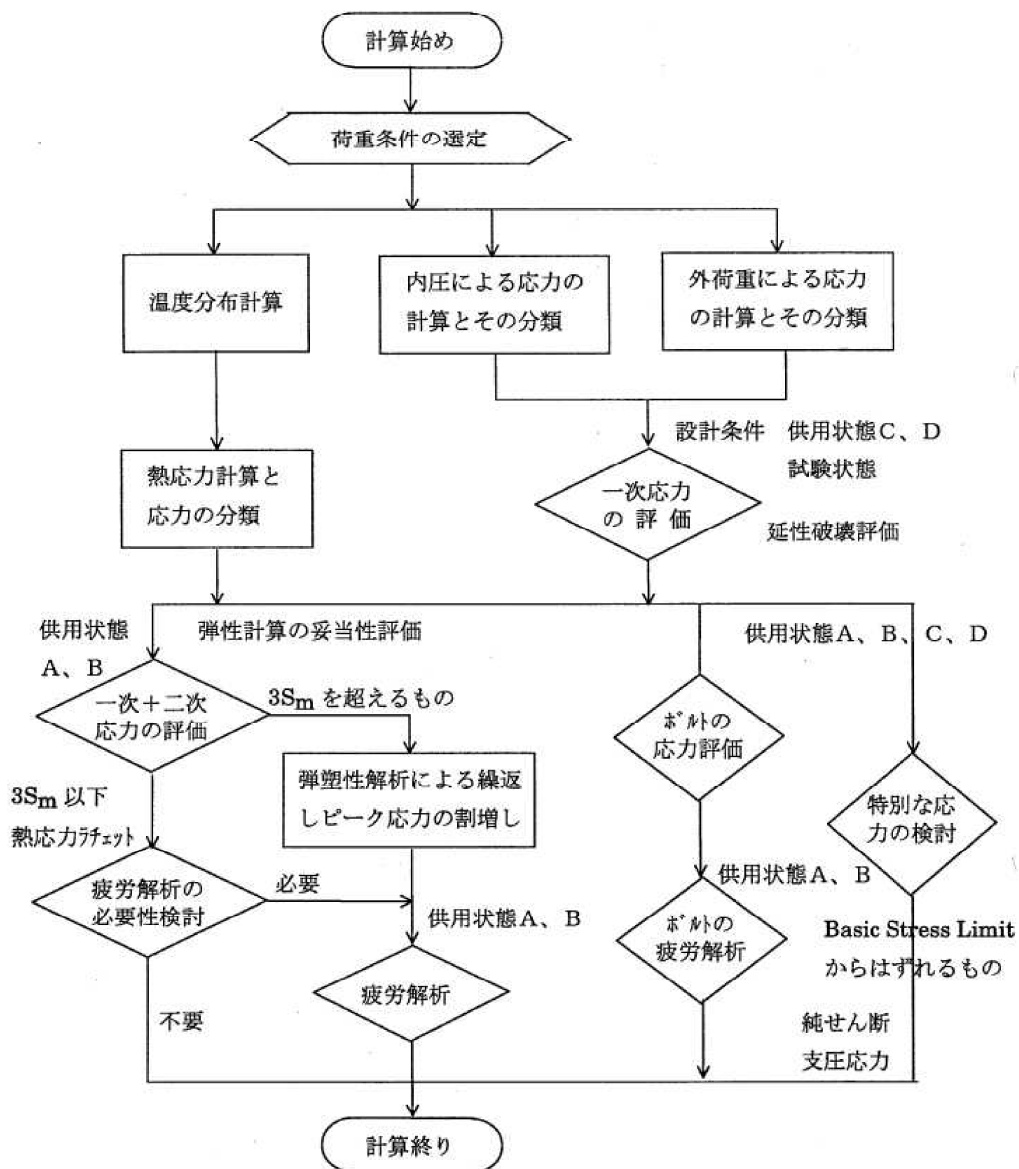 計算始め
荷重条件の選定
温度分布計算
内圧による応力の
計算とその分類
外荷重による応力
の計算とその分類
設計条件 供用状態C、D
試験状態
熱応力計算と
応力の分類
一次応力
の評価
延性破壊評価
供用状態
A、B
弾性計算の妥当性評価
供用状態A、B、C、D
一次+二次
応力の評価
3Smを超えるもの
ボルトの
応力評価
弾塑性解析による繰返
しピーク応力の割増し
特別な応
力の検討
3Sm以下
熱応力ラチェット
疲労解析の
必要性検討
必要
供用状態A、B
供用状態A、B
ボルトの
疲労解析
Basic Stress Limit
からはずれるもの
疲労解析
不要
純せん断
支圧応力
計算終り